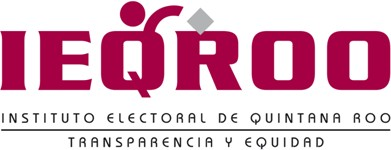 IEQROO
INSTITUTO ELECTORAL DE QUINTANA ROO
TRANSPARENCIA Y EQUIDAD